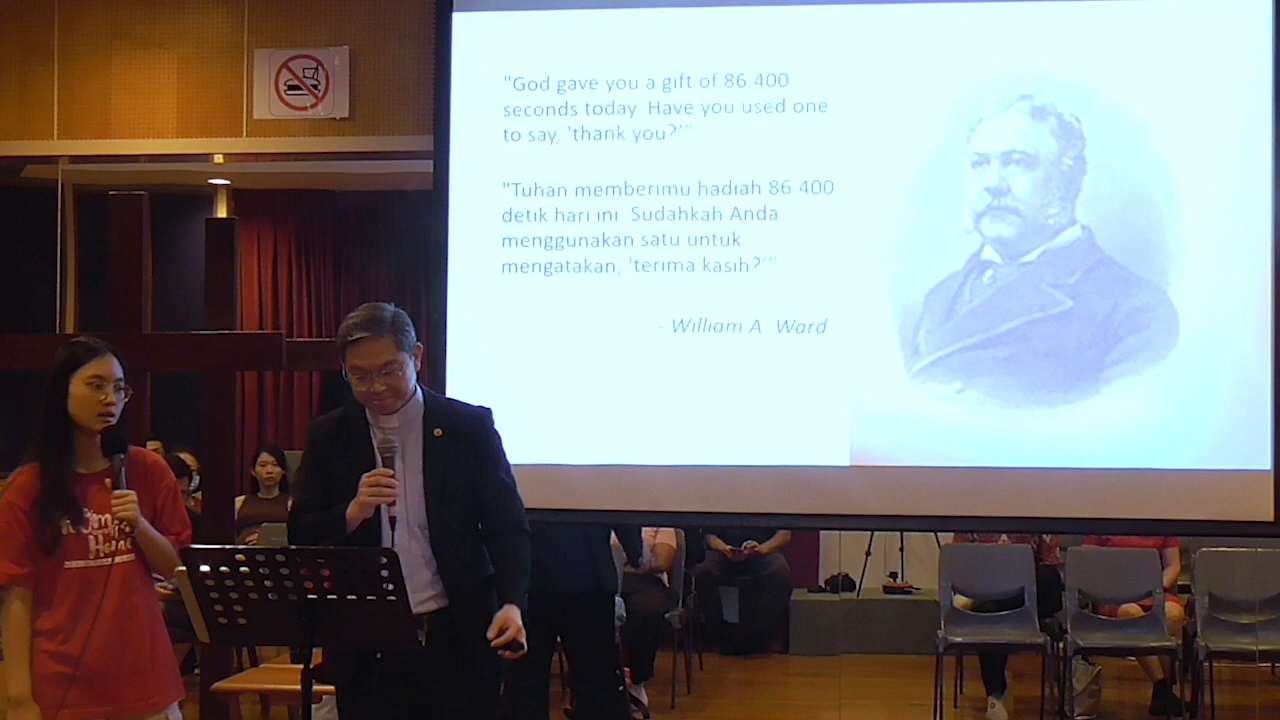 "God gave you a gift of 86,400
seconds today. Have you used one
to say, 'thank you?'"
"Tuhan memberimu hadiah 86.400
detik hari ini. Sudahkah Anda
menggunakan satu untuk
mengatakan, 'terima kasih?'"
- William A. Ward
Home